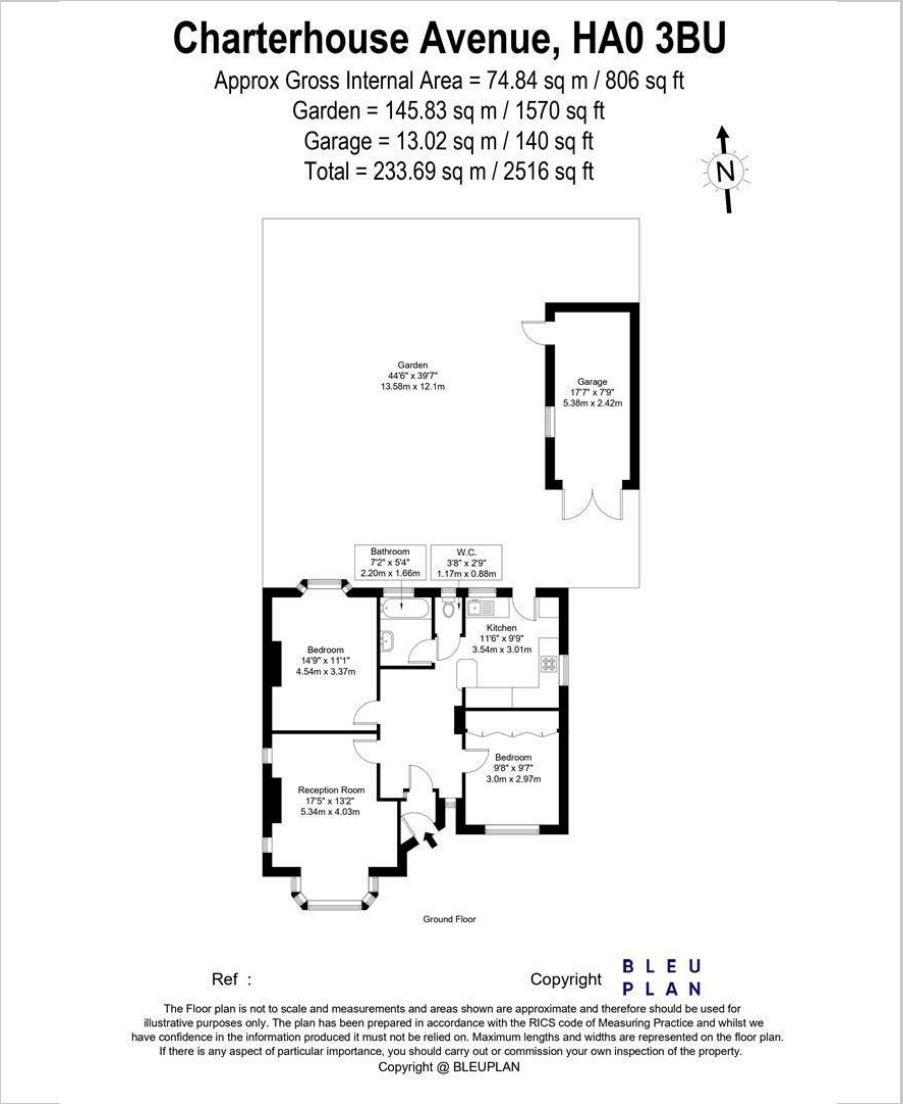 Charterhouse Avenue, HA0 3BU
Approx Gross Internal Area = 74.84 sq m / 806 sq ft
Garden = 145.83 sq m / 1570 sq ft
Garage = 13.02 sq m / 140 sq ft
Total = 233.69 sq m / 2516 sq ft
N
Garden
44'6" x 39'7"
13.58m x 12.1m
Garage
17'7" x 7'9"
5.38m x 2.42m
Bathroom
7'2" x 5'4"
2.20m x 1.66m
W.C.
3'8" x 2'9"
1.17m x 0.88m
Kitchen
11'6" x 9'9"
3.54m x 3.01m
Bedroom
14'9" x 11'1"
4.54m x 3.37m
Bedroom
9'8" x 9'7"
3.0m x 2.97m
Reception Room
17'5" x 13'2"
5.34m x 4.03m
Ground Floor
Ref :
Copyright
BLEU
PLAN
The Floor plan is not to scale and measurements and areas shown are approximate and therefore should be used for
illustrative purposes only. The plan has been prepared in accordance with the RICS code of Measuring Practice and whilst we
have confidence in the information produced it must not be relied on. Maximum lengths and widths are represented on the floor plan.
If there is any aspect of particular importance, you should carry out or commission your own inspection of the property.
Copyright @ BLEUPLAN